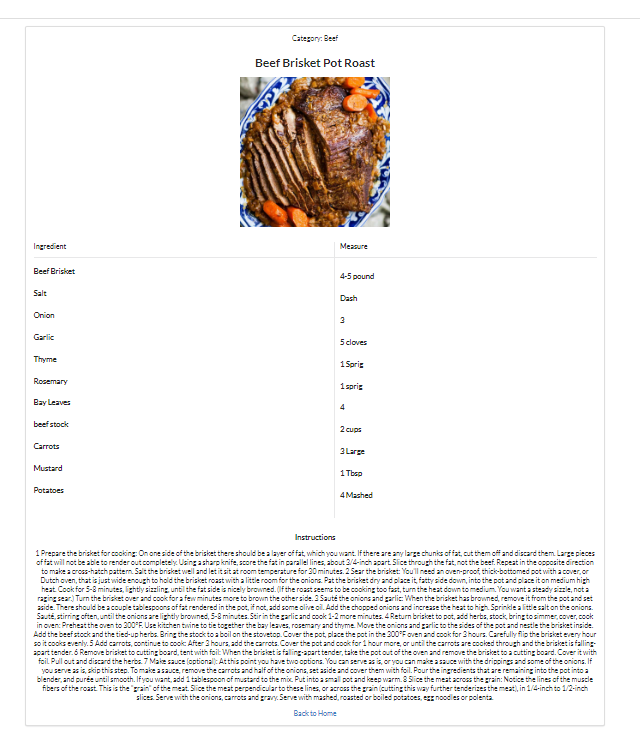 Category: Beef
Beef Brisket Pot Roast
Ingredient Measure
Beef Brisket 4-5 pound
Salt Dash
Onion 3
Garlic 5 cloves
Thyme 1 Sprig
Rosemary 1 sprig
Bay Leaves 4
beef stock 2 cups
Carrots 3 Large
Mustard 1 Tbsp
Potatoes 4 Mashed
Instructions
1 Prepare the brisket for cooking: On one side of the brisket there should be a layer of fat, which you want. If there are any large chunks of fat, cut them off and discard them. Large pieces
of fat will not be able to render out completely. Using a sharp knife, score the fat in parallel lines, about 3/4-inch apart. Slice through the fat, not the beef. Repeat in the opposite direction
to make a cross-hatch pattern. Salt the brisket well and let it sit at room temperature for 30 minutes. 2 Sear the brisket: You'll need an oven-proof, thick-bottomed pot with a cover, or
Dutch oven, that is just wide enough to hold the brisket roast with a little room for the onions. Pat the brisket dry and place it, fatty side down, into the pot and place it on medium high
heat. Cook for 5-8 minutes, lightly sizzling, until the fat side is nicely browned. (If the roast seems to be cooking too fast, turn the heat down to medium. You want a steady sizzle, not a
raging sear.) Turn the brisket over and cook for a few minutes more to brown the other side. 3 Sauté the onions and garlic: When the brisket has browned, remove it from the pot and set
aside. There should be a couple tablespoons of fat rendered in the pot, if not, add some olive oil. Add the chopped onions and increase the heat to high. Sprinkle a little salt on the onions.
Sauté, stirring often, until the onions are lightly browned, 5-8 minutes. Stir in the garlic and cook 1-2 more minutes. 4 Return brisket to pot, add herbs, stock, bring to simmer, cover, cook
in oven: Preheat the oven to 300°F. Use kitchen twine to tie together the bay leaves, rosemary and thyme. Move the onions and garlic to the sides of the pot and nestle the brisket inside.
Add the beef stock and the tied-up herbs. Bring the stock to a boil on the stovetop. Cover the pot, place the pot in the 300°F oven and cook for 3 hours. Carefully flip the brisket every hour
so it cooks evenly. 5 Add carrots, continue to cook: After 3 hours, add the carrots. Cover the pot and cook for 1 hour more, or until the carrots are cooked through and the brisket is falling-
apart tender. 6 Remove brisket to cutting board, tent with foil: When the brisket is falling-apart tender, take the pot out of the oven and remove the brisket to a cutting board. Cover it with
foil. Pull out and discard the herbs. 7 Make sauce (optional): At this point you have two options. You can serve as is, or you can make a sauce with the drippings and some of the onions. If
you serve as is, skip this step. To make a sauce, remove the carrots and half of the onions, set aside and cover them with foil. Pour the ingredients that are remaining into the pot into a
blender, and purée until smooth. If you want, add 1 tablespoon of mustard to the mix. Put into a small pot and keep warm. 8 Slice the meat across the grain: Notice the lines of the muscle
fibers of the roast. This is the "grain" of the meat. Slice the meat perpendicular to these lines, or across the grain (cutting this way further tenderizes the meat), in 1/4-inch to 1/2-inch
slices. Serve with the onions, carrots and gravy. Serve with mashed, roasted or boiled potatoes, egg noodles or polenta.
Back to Home